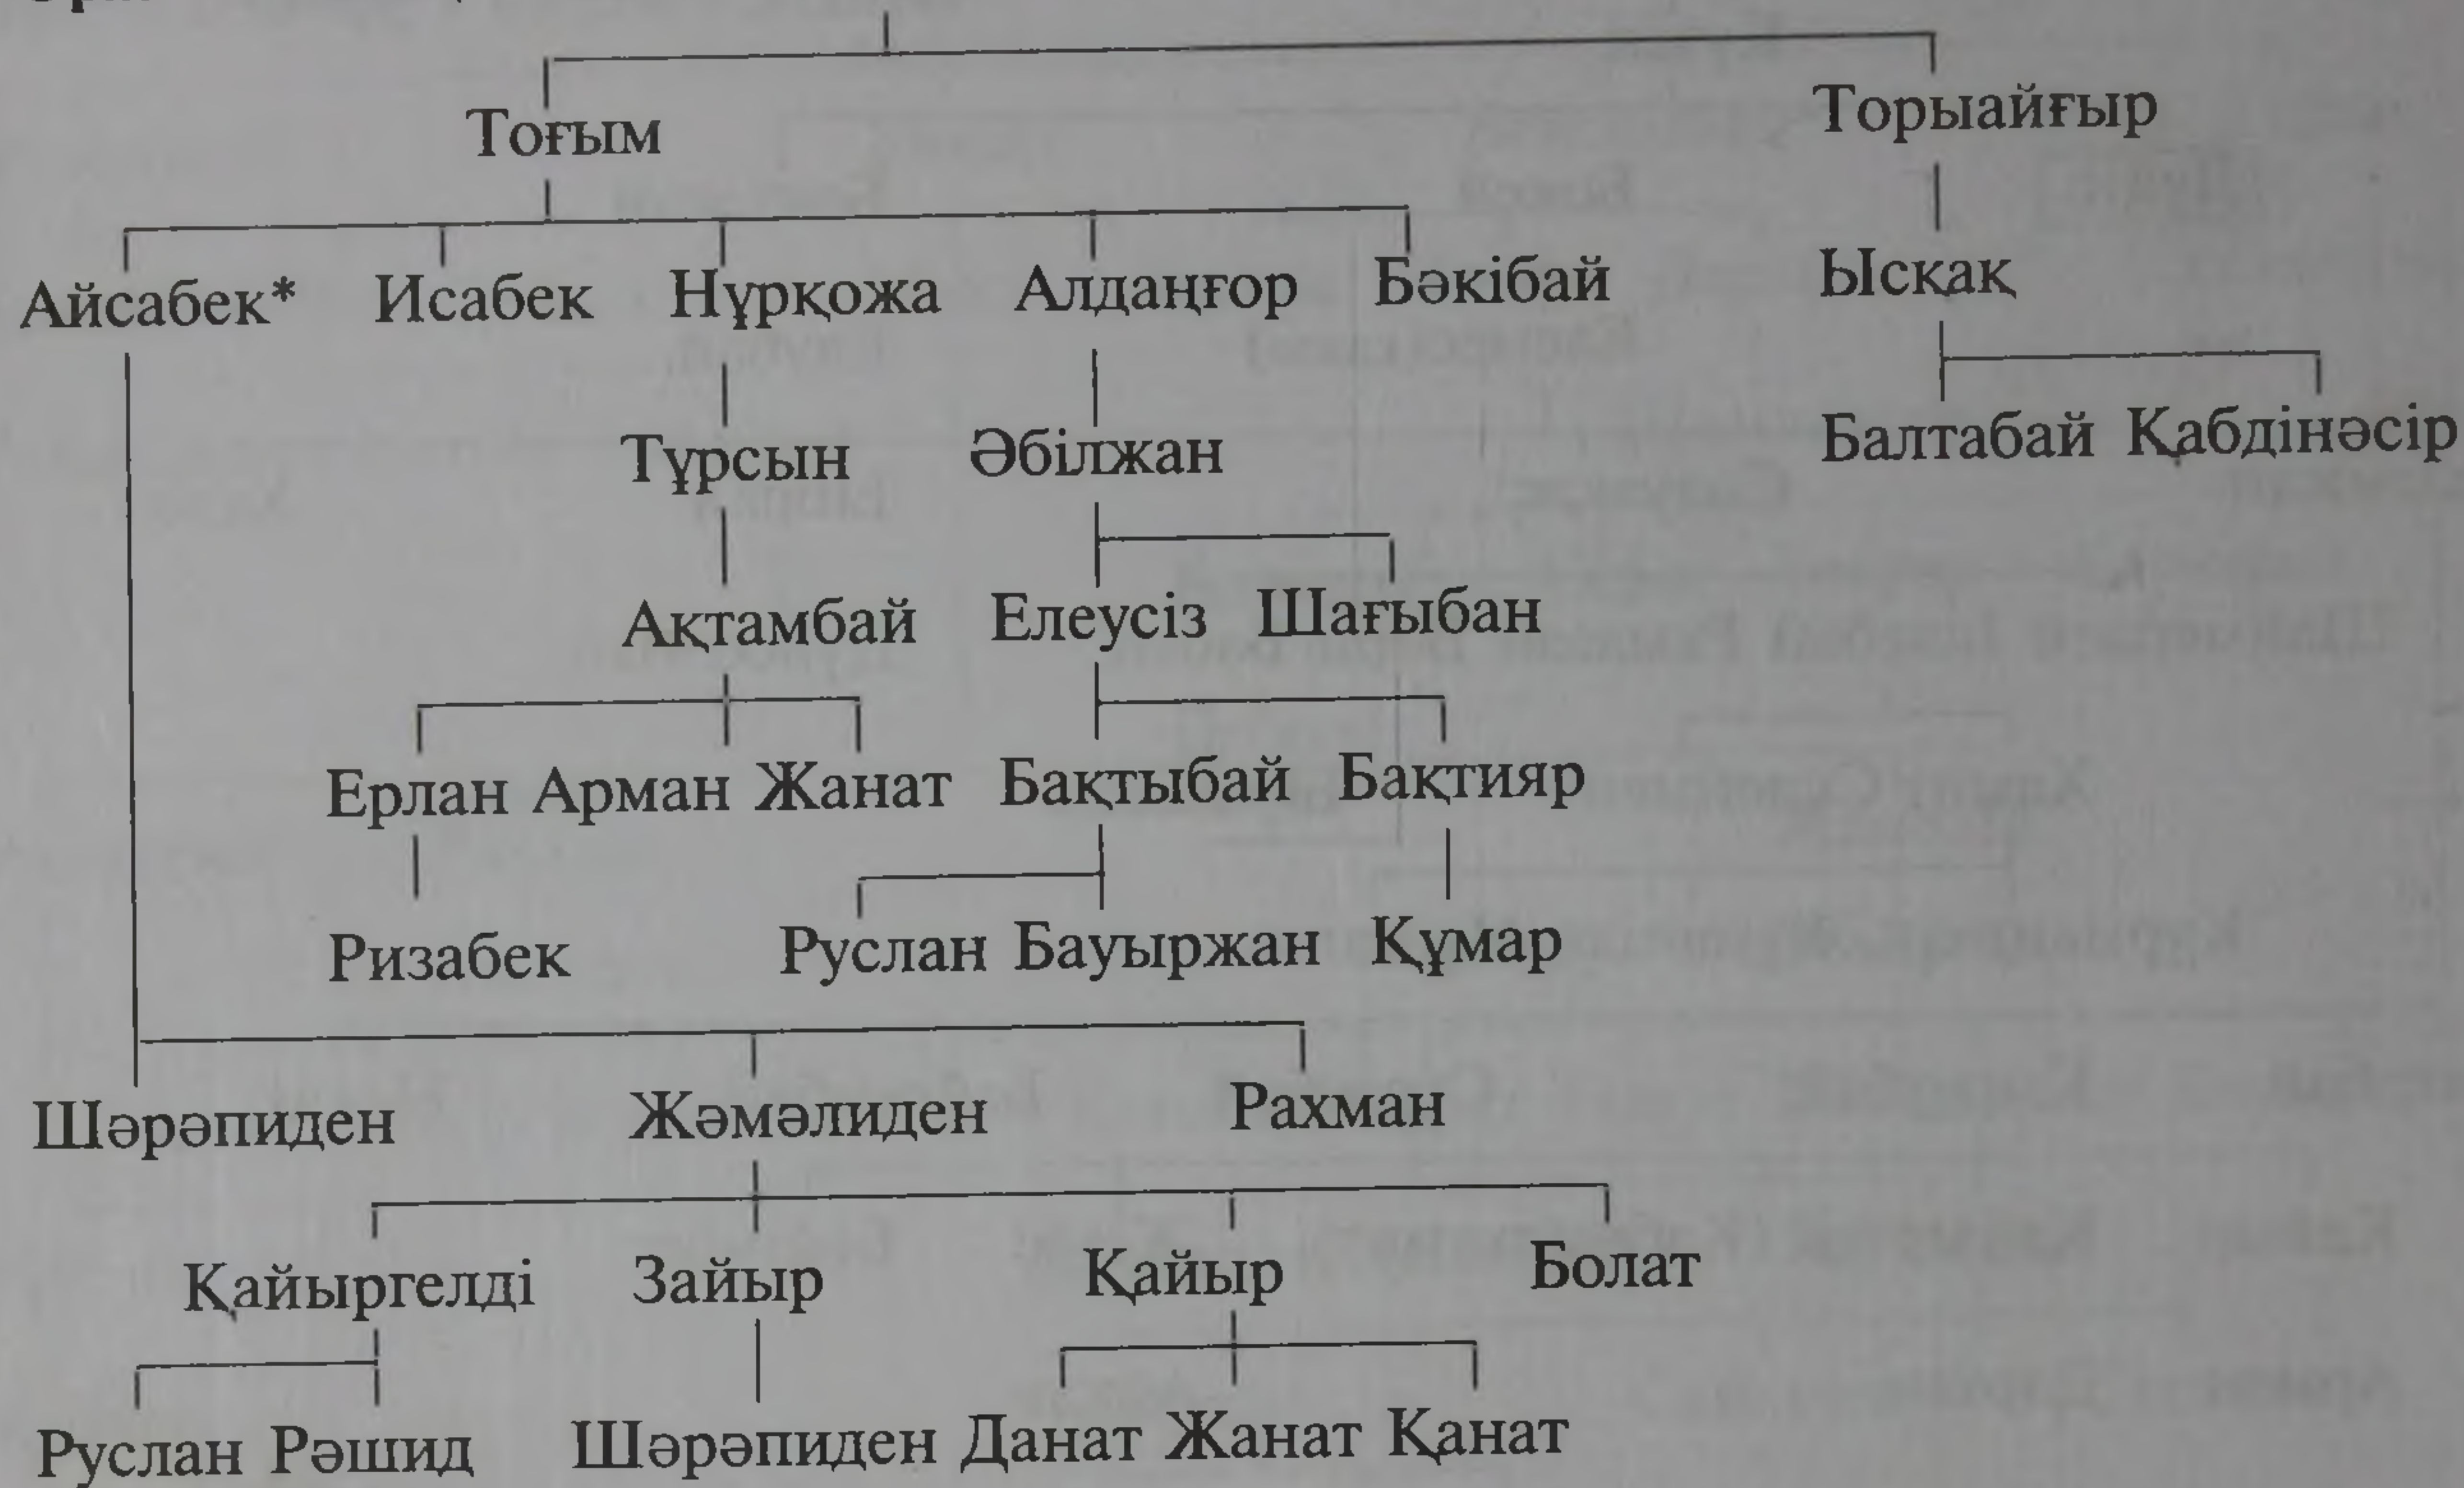 Тоғым Торыайғыр
Айсабек* Исабек Нұрқожа Алдаңғор Бәкібай Ысқақ
Тұрсын Әбілжан Балтабай Қабдінәсір
Ақтамбай Елеусіз Шағыбан
Ерлан Арман Жанат Бақтыбай Бақтияр
Ризабек Руслан Бауыржан Құмар
Шәрәпиден Жәмәлиден Рахман
Қайыргелді Зайыр Қайыр Болат
Руслан Рәшид Шәрәпиден Данат Жанат Қанат